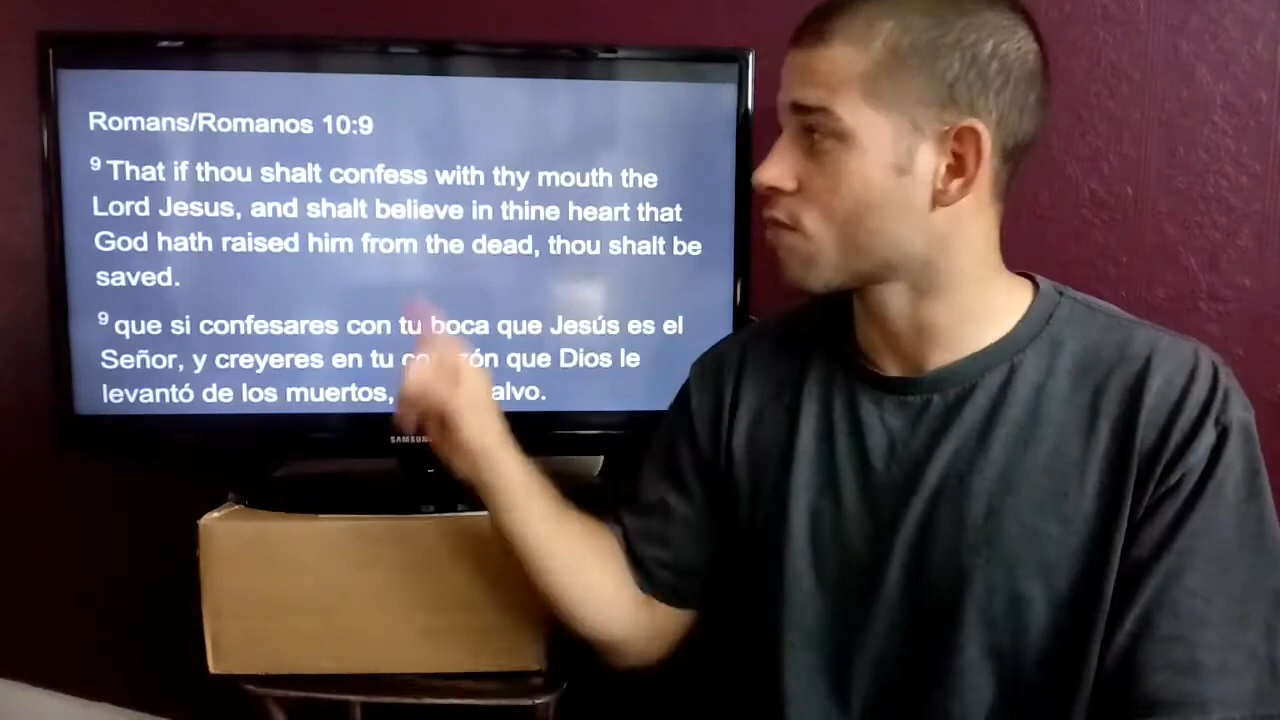 Romans/Romanos 10:9
9 That if thou shalt confess with thy mouth the
Lord Jesus, and shalt believe in thine heart that
God hath raised him from the dead, thou shalt be
saved.
9 que si confesares con tu boca que Jesús es el
Señor, y creyeres en tu que Dios le
levantó de los muertos,
SAMSUNG